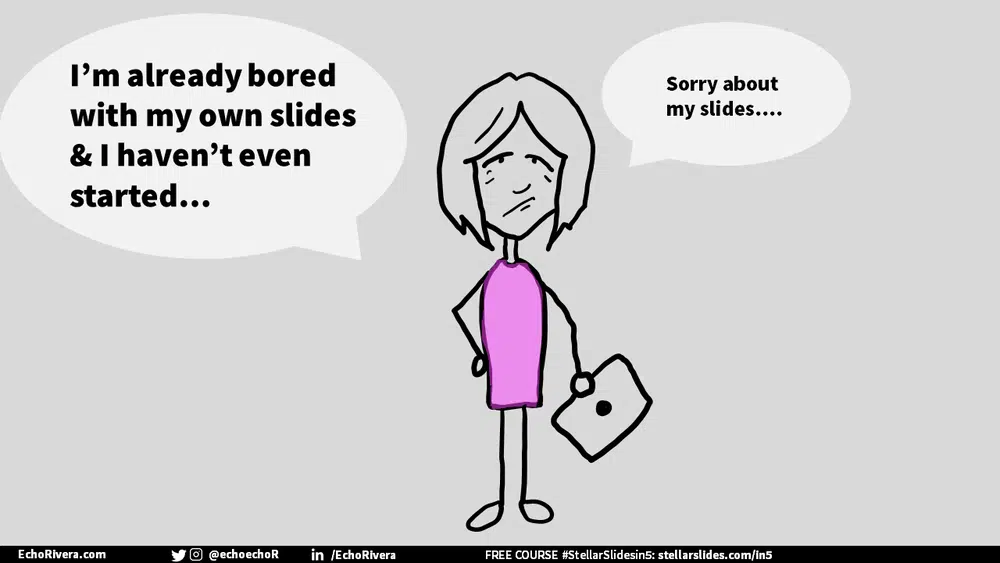 I’m already bored
with my own slides
& I haven’t even
started...
Sorry about
my slides....
EchoRivera.com
@echoechoR
in /EchoRivera
FREE COURSE #StellarSlidesin5: stellarslides.com/in5